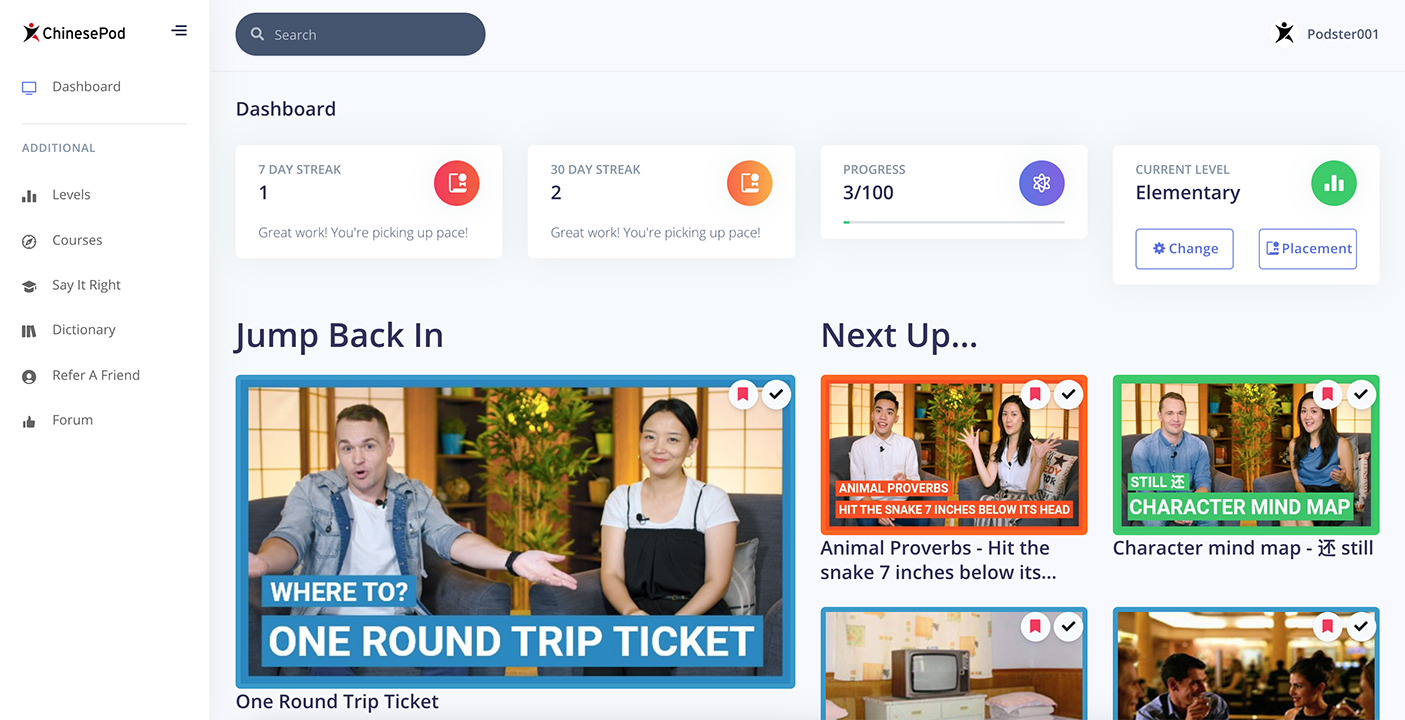 ChinesePod
Search
Podster001
Dashboard
ADDITIONAL
Levels
Courses
Say It Right
Dictionary
Refer A Friend
Forum
Dashboard
7 DAY STREAK
1
Great work! You're picking up pace!
30 DAY STREAK
2
Great work! You're picking up pace!
PROGRESS
3/100
CURRENT LEVEL
Elementary
Change
Placement
Jump Back In
WHERE TO?
ONE ROUND TRIP TICKET
One Round Trip Ticket
Next Up...
ANIMAL PROVERBS
HIT THE SNAKE 7 INCHES BELOW ITS HEAD
Animal Proverbs - Hit the
snake 7 inches below its...
STILL 还
CHARACTER MIND MAP
Character mind map - 还 still